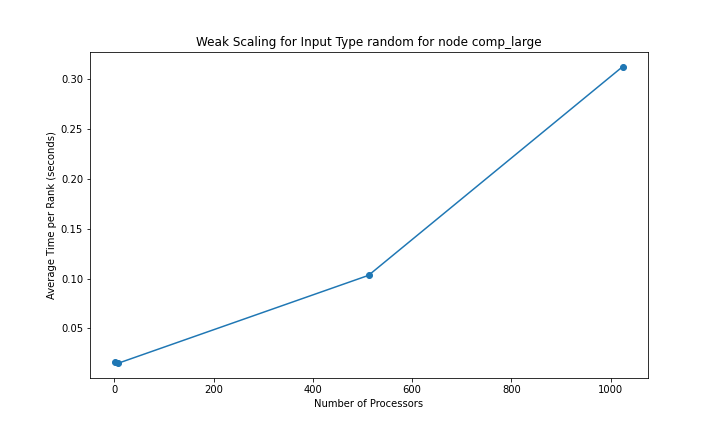 Weak Scaling for Input Type random for node comp_large
0.30
0.25
0.20
0.15
0.10
0.05
Average Time per Rank (seconds)
0 200 400 600 800 1000
Number of Processors